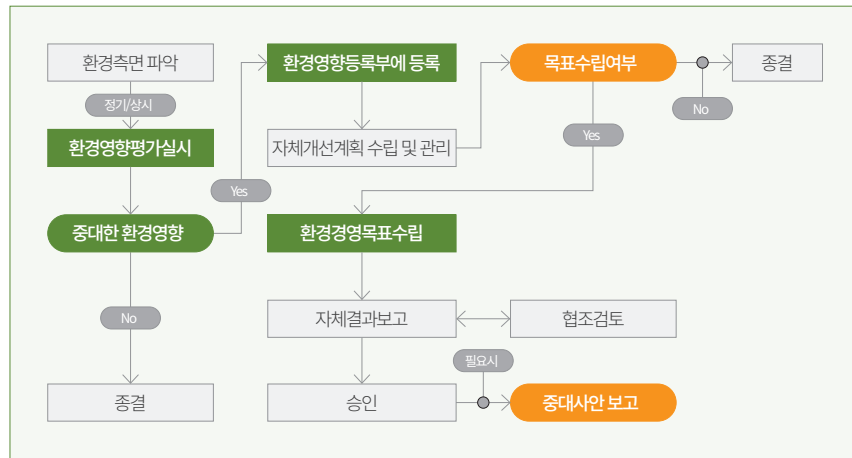 환경측면 파악
정기/상시
환경영향평가실시
중대한 환경영향
Yes
No
종결
환경영향등록부에 등록
자체개선계획 수립 및 관리
목표수립여부
No
종결
Yes
환경경영목표수립
자체결과보고
협조검토
승인
필요시
중대사안 보고